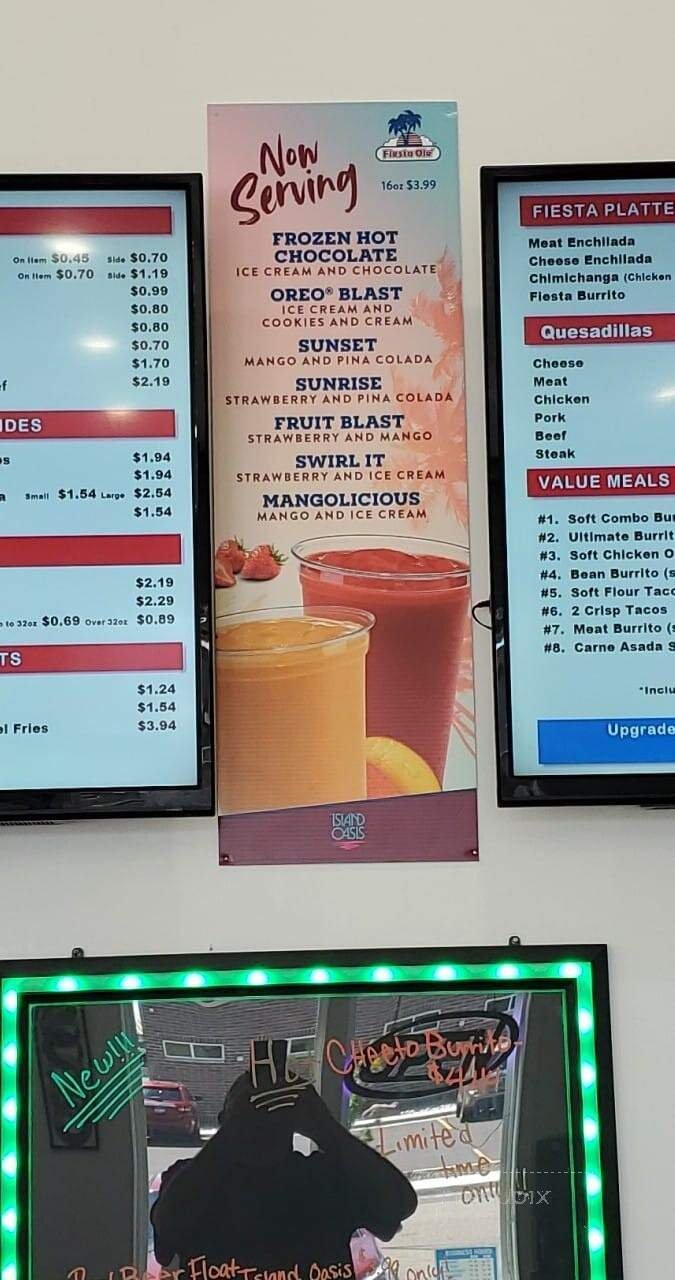 Now
Serving
Fiesta Olé
16oz $3.99
FROZEN HOT
CHOCOLATE
ICE CREAM AND CHOCOLATE
OREO® BLAST
ICE CREAM AND
COOKIES AND CREAM
SUNSET
MANGO AND PINA COLADA
SUNRISE
STRAWBERRY AND PINA COLADA
FRUIT BLAST
STRAWBERRY AND MANGO
SWIRL IT
STRAWBERRY AND ICE CREAM
MANGOLICIOUS
MANGO AND ICE CREAM
ISLAND
OASIS
On Item $0.45 Side $0.70
On Item $0.70 Side $1.19
$0.99
$0.80
$0.80
$0.70
$1.70
$2.19
$1.94
$1.94
Small $1.54 Large $2.54
$1.54
$2.19
$2.29
to 32oz $0.69 Over 32oz $0.89
$1.24
$1.54
Fries $3.94
FIESTA PLATTE
Meat Enchilada
Cheese Enchilada
Chimichanga (Chicken
Fiesta Burrito
Quesadillas
Cheese
Meat
Chicken
Pork
Beef
Steak
VALUE MEALS
#1. Soft Combo Bu
#2. Ultimate Burrit
#3. Soft Chicken O
#4. Bean Burrito (s
#5. Soft Flour Tac
#6. 2 Crisp Tacos
#7. Meat Burrito (s
#8. Carne Asada S
*Inclu
Upgrade
New!!!
Cheeto Burrito-
Limited
time
only!!
Beer Float
Island Oasis
only!
BUSINESS HOURS